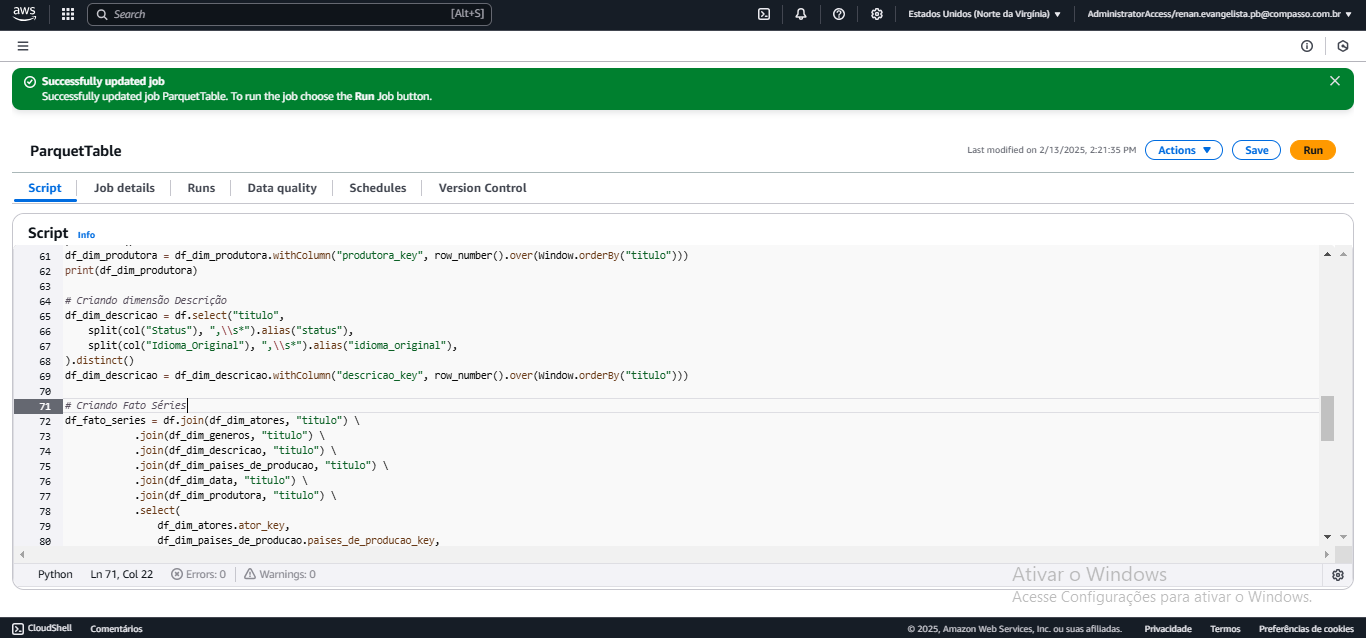 aws
Search
[Alt+S]
Estados Unidos (Norte da Virgínia) ▼
AdministratorAccess/renan.evangelista.pb@compasso.com.br ▼
Successfully updated job
Successfully updated job ParquetTable. To run the job choose the Run Job button.
ParquetTable
Last modified on 2/13/2025, 2:21:35 PM
Actions ▼
Save
Run
Script
Job details
Runs
Data quality
Schedules
Version Control
Script Info
61 df_dim_produtora = df_dim_produtora.withColumn("produtora_key", row_number().over(Window.orderBy("titulo")))
62 print(df_dim_produtora)
63
64 # Criando dimensão Descrição
65 df_dim_descricao = df.select("titulo",
66 split(col("Status"), ",\\s*").alias("status"),
67 split(col("Idioma_Original"), ",\\s*").alias("idioma_original"),
68 ).distinct()
69 df_dim_descricao = df_dim_descricao.withColumn("descricao_key", row_number().over(Window.orderBy("titulo")))
70
71 # Criando Fato Séries
72 df_fato_series = df.join(df_dim_atores, "titulo") \
73 .join(df_dim_generos, "titulo") \
74 .join(df_dim_descricao, "titulo") \
75 .join(df_dim_paises_de_producao, "titulo") \
76 .join(df_dim_data, "titulo") \
77 .join(df_dim_produtora, "titulo") \
78 .select(
79 df_dim_atores.ator_key,
80 df_dim_paises_de_producao.paises_de_producao_key,
Python
Ln 71, Col 22
Errors: 0
Warnings: 0
Ativar o Windows
Acesse Configurações para ativar o Windows.
CloudShell
Comentários
© 2025, Amazon Web Services, Inc. ou suas afiliadas.
Privacidade
Termos
Preferências de cookies